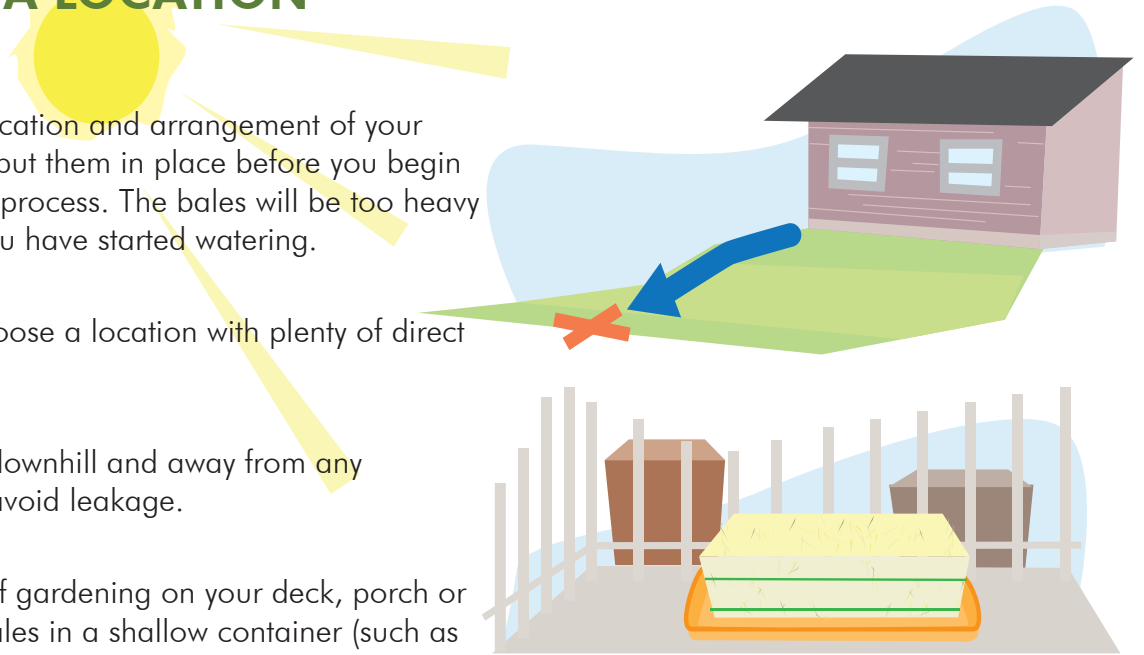 A LOCATION
cation and arrangement of your
put them in place before you begin
process. The bales will be too heavy
u have started watering.
oose a location with plenty of direct
downhill and away from any
avoid leakage.
f gardening on your deck, porch or
ales in a shallow container (such as